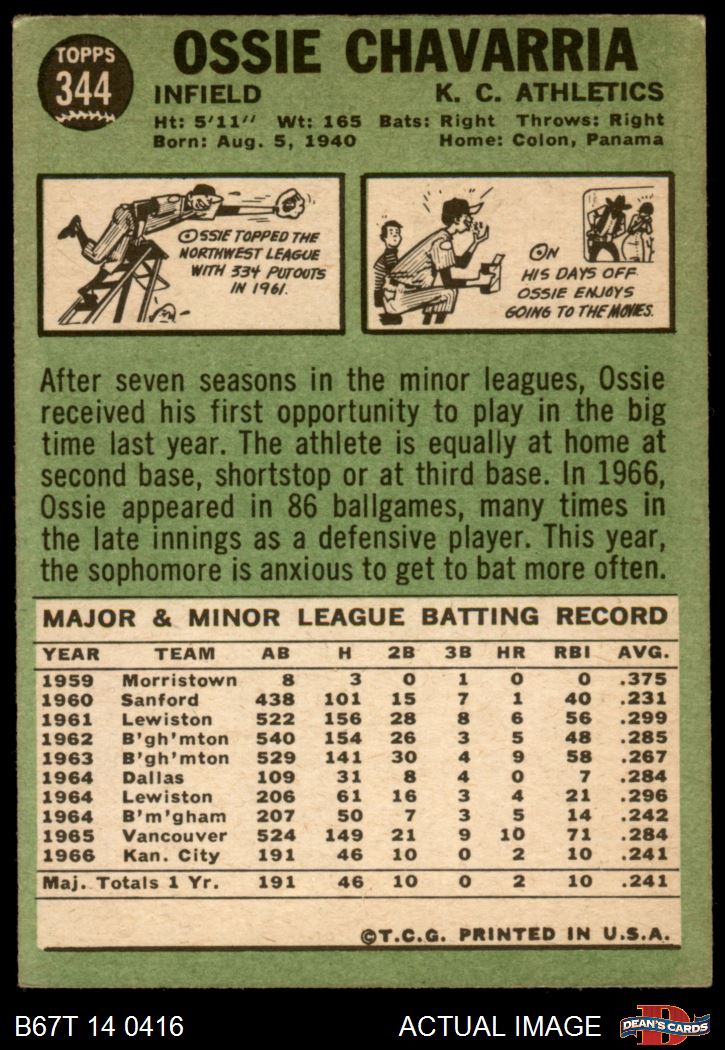 TOPPS
344
OSSIE CHAVARRIA
INFIELD K. C. ATHLETICS
Ht: 5'11" Wt: 165 Bats: Right Throws: Right
Born: Aug. 5, 1940 Home: Colon, Panama
OSSIE TOPPED THE
NORTHWEST LEAGUE
WITH 334 PUTOUTS
IN 1961.
ON
HIS DAYS OFF
OSSIE ENJOYS
GOING TO THE MOVIES.
After seven seasons in the minor leagues, Ossie
received his first opportunity to play in the big
time last year. The athlete is equally at home at
second base, shortstop or at third base. In 1966,
Ossie appeared in 86 ballgames, many times in
the late innings as a defensive player. This year,
the sophomore is anxious to get to bat more often.
MAJOR & MINOR LEAGUE BATTING RECORD
YEAR TEAM AB H 2B 3B HR RBI AVG.
1959 Morristown 8 3 0 1 0 0 .375
1960 Sanford 438 101 15 7 1 40 .231
1961 Lewiston 522 156 28 8 6 56 .299
1962 B'gh'mton 540 154 26 3 5 48 .285
1963 B'gh'mton 529 141 30 4 9 58 .267
1964 Dallas 109 31 8 4 0 7 .284
1964 Lewiston 206 61 16 3 4 21 .296
1964 B'm'gham 207 50 7 3 5 14 .242
1965 Vancouver 524 149 21 9 10 71 .284
1966 Kan. City 191 46 10 0 2 10 .241
Maj. Totals 1 Yr. 191 46 10 0 2 10 .241
©T.C.G. PRINTED IN U.S.A.
B67T 14 0416 ACTUAL IMAGE
D
DEAN'S CARDS